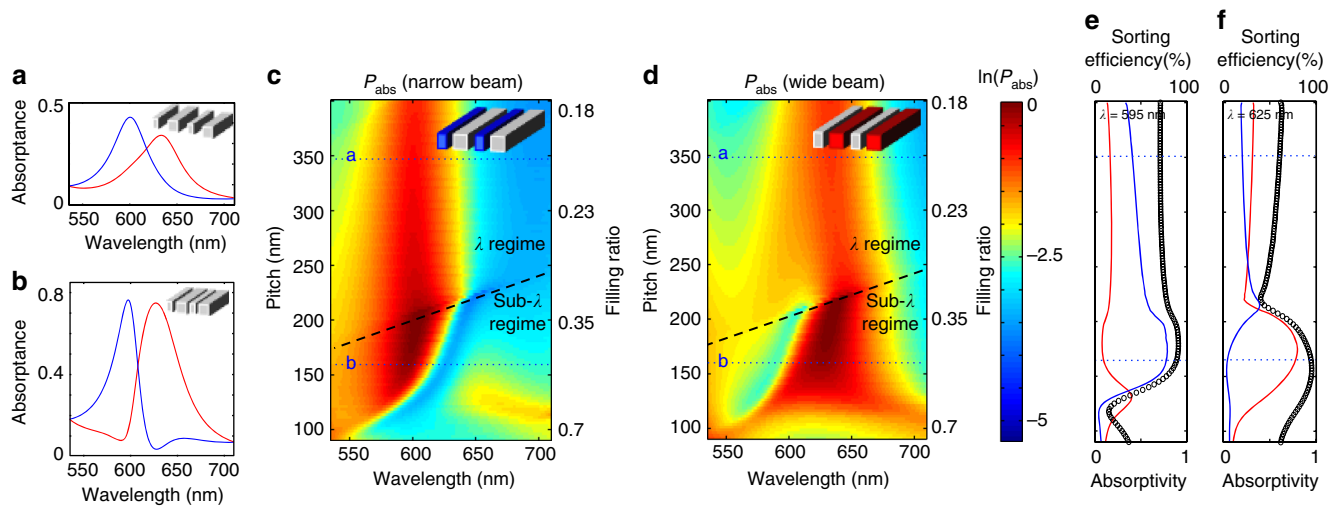 a
0.5
Absorptance
0
550
600
650
700
Wavelength (nm)
b
0.8
0.4
Absorptance
0
550
600
650
700
Wavelength (nm)
c
P_abs (narrow beam)
a
b
λ regime
Sub-λ
regime
350
300
250
200
150
100
Pitch (nm)
550
600
650
700
Wavelength (nm)
0.18
0.23
0.35
0.7
Filling ratio
d
P_abs (wide beam)
a
b
λ regime
Sub-λ
regime
350
300
250
200
150
100
Pitch (nm)
550
600
650
700
Wavelength (nm)
0.18
0.23
0.35
0.7
Filling ratio
ln(P_abs)
0
−2.5
−5
e
Sorting
efficiency(%)
0
100
λ = 595 nm
0
1
Absorptivity
f
Sorting
efficiency(%)
0
100
λ = 625 nm
0
1
Absorptivity